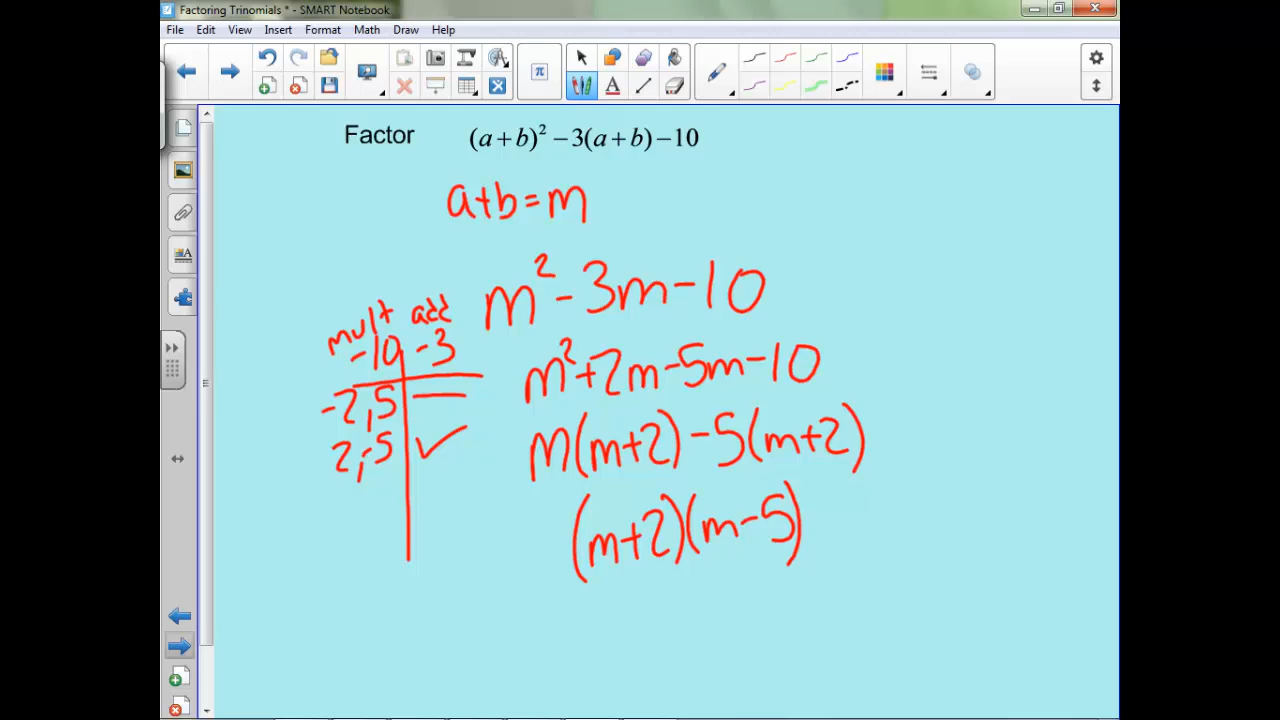 Factoring Trinomials * - SMART Notebook
File Edit View Insert Format Math Draw Help
Factor (a + b)² − 3(a + b) − 10
a+b=m
m² - 3m - 10
mult add
-10 -3
m² + 2m - 5m - 10
-2, 5
m(m+2) - 5(m+2)
2, -5 ✓
(m+2)(m-5)